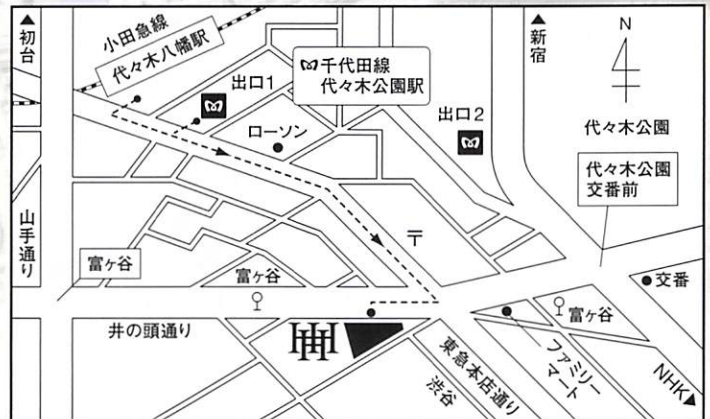 ▲初台
小田急線
代々木八幡駅
出口1
千代田線
代々木公園駅
▲新宿
N
代々木公園
出口2
ローソン
代々木公園
交番前
山手通り
〒
富ヶ谷
富ヶ谷
交番
富ヶ谷
井の頭通り
HHH
東急本店通り
渋谷
ファミリー
マート
NHK▲